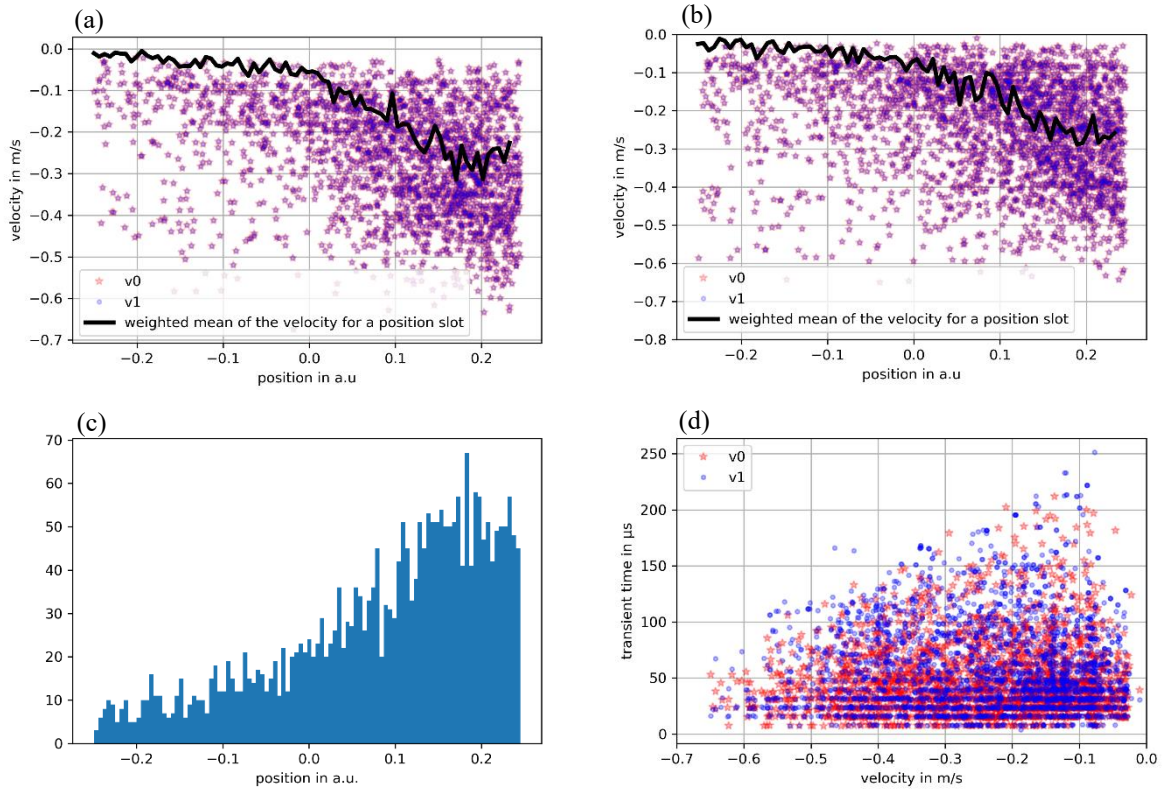 (a)
0.0
−0.1
−0.2
−0.3
−0.4
−0.5
−0.6
−0.7
velocity in m/s
v0
v1
weighted mean of the velocity for a position slot
−0.2 −0.1 0.0 0.1 0.2
position in a.u
(b)
0.0
−0.1
−0.2
−0.3
−0.4
−0.5
−0.6
−0.7
−0.8
velocity in m/s
v0
v1
weighted mean of the velocity for a position slot
−0.2 −0.1 0.0 0.1 0.2
position in a.u
(c)
70
60
50
40
30
20
10
0
−0.2 −0.1 0.0 0.1 0.2
position in a.u.
(d)
250
200
150
100
50
0
transient time in µs
v0
v1
−0.7 −0.6 −0.5 −0.4 −0.3 −0.2 −0.1 0.0
velocity in m/s